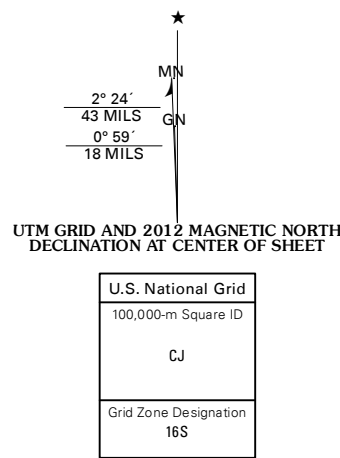 MN
GN
2° 24´
43 MILS
0° 59´
18 MILS
UTM GRID AND 2012 MAGNETIC NORTH
DECLINATION AT CENTER OF SHEET
U.S. National Grid
100,000-m Square ID
CJ
Grid Zone Designation
16S